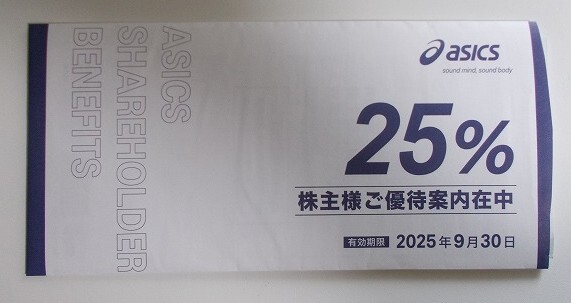 ASICS
SHAREHOLDER
BENEFITS
asics
sound mind, sound body
25%
株主様ご優待案内在中
有効期限 2025年9月30日